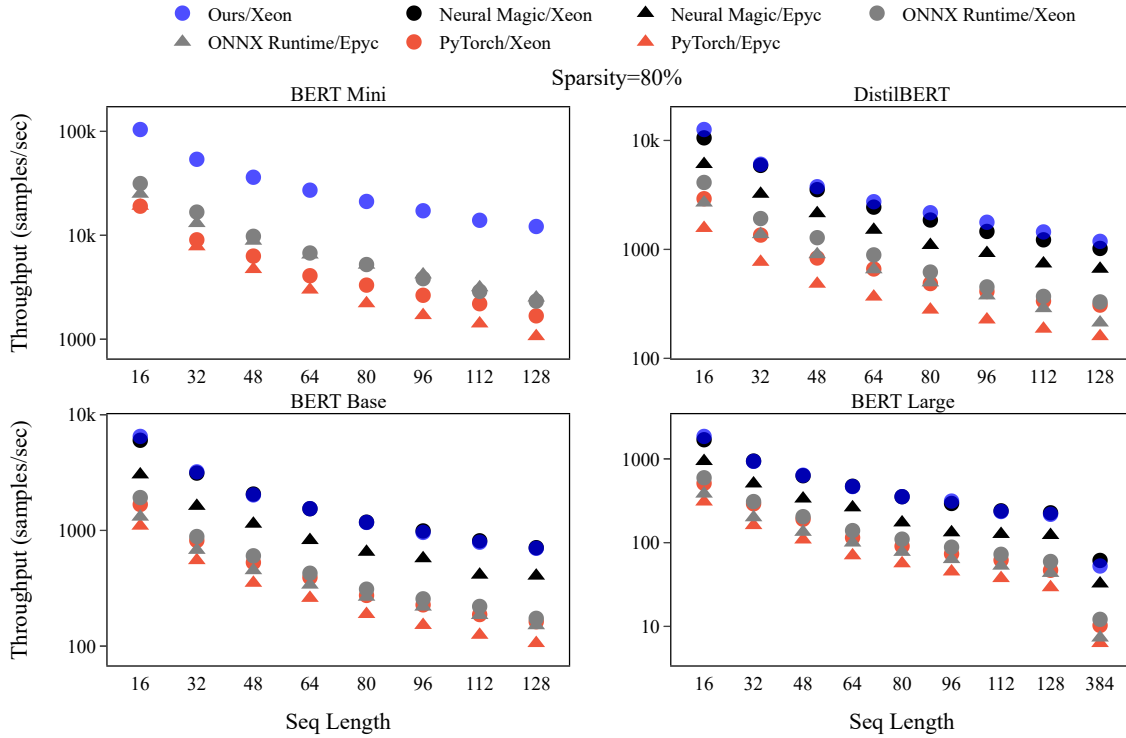 Ours/Xeon Neural Magic/Xeon Neural Magic/Epyc ONNX Runtime/Xeon
ONNX Runtime/Epyc PyTorch/Xeon PyTorch/Epyc
Sparsity=80%
BERT Mini
Throughput (samples/sec)
100k
10k
1000
16 32 48 64 80 96 112 128
DistilBERT
10k
1000
100
16 32 48 64 80 96 112 128
BERT Base
Throughput (samples/sec)
10k
1000
100
16 32 48 64 80 96 112 128
Seq Length
BERT Large
1000
100
10
16 32 48 64 80 96 112 128 384
Seq Length